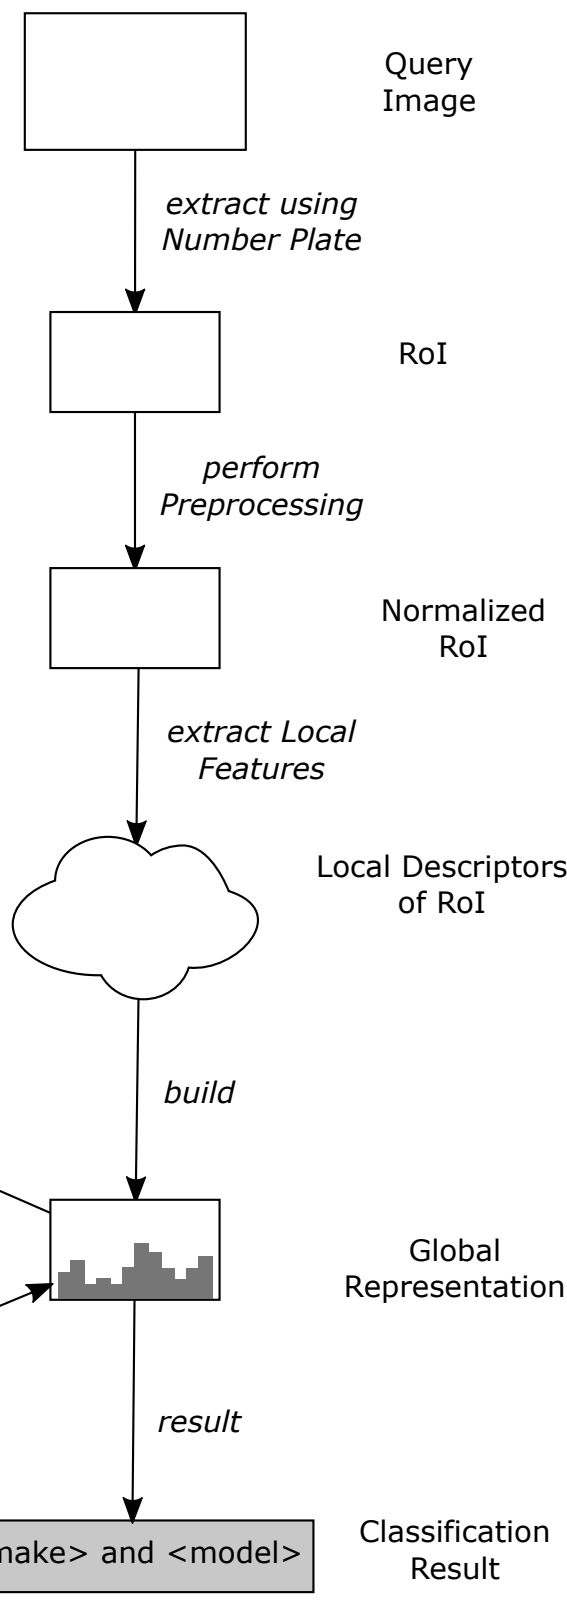 Query
Image
extract using
Number Plate
RoI
perform
Preprocessing
Normalized
RoI
extract Local
Features
Local Descriptors
of RoI
build
Global
Representation
result
and <model>
Classification
Result